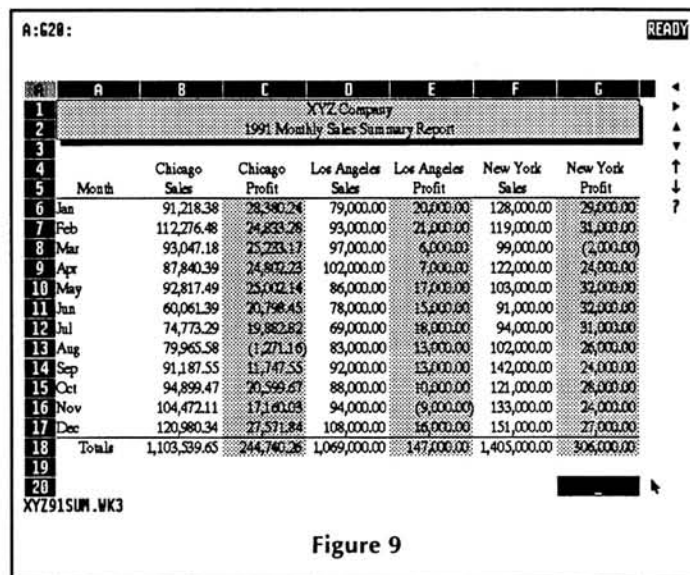 A:G20: READY
A A B C D E F G
1 XYZ Company
2 1991 Monthly Sales Summary Report
3
4 Chicago Chicago Los Angeles Los Angeles New York New York
5 Month Sales Profit Sales Profit Sales Profit
6 Jan 91,218.38 28,380.24 79,000.00 20,000.00 128,000.00 29,000.00
7 Feb 112,276.48 24,833.28 93,000.00 21,000.00 119,000.00 31,000.00
8 Mar 93,047.18 25,233.17 97,000.00 6,000.00 99,000.00 (2,000.00)
9 Apr 87,840.39 24,802.23 102,000.00 7,000.00 122,000.00 24,000.00
10 May 92,817.49 25,002.14 86,000.00 17,000.00 103,000.00 32,000.00
11 Jun 60,061.39 20,798.45 78,000.00 15,000.00 91,000.00 32,000.00
12 Jul 74,773.29 19,882.82 69,000.00 18,000.00 94,000.00 31,000.00
13 Aug 79,965.58 (1,271.16) 83,000.00 13,000.00 102,000.00 26,000.00
14 Sep 91,187.55 11,747.55 92,000.00 13,000.00 142,000.00 24,000.00
15 Oct 94,899.47 20,599.67 88,000.00 10,000.00 121,000.00 28,000.00
16 Nov 104,472.11 17,160.03 94,000.00 (9,000.00) 133,000.00 24,000.00
17 Dec 120,980.34 27,571.84 108,000.00 16,000.00 151,000.00 27,000.00
18 Totals 1,103,539.65 244,740.26 1,069,000.00 147,000.00 1,405,000.00 306,000.00
19
20
?
XYZ91SUM.WK3
Figure 9